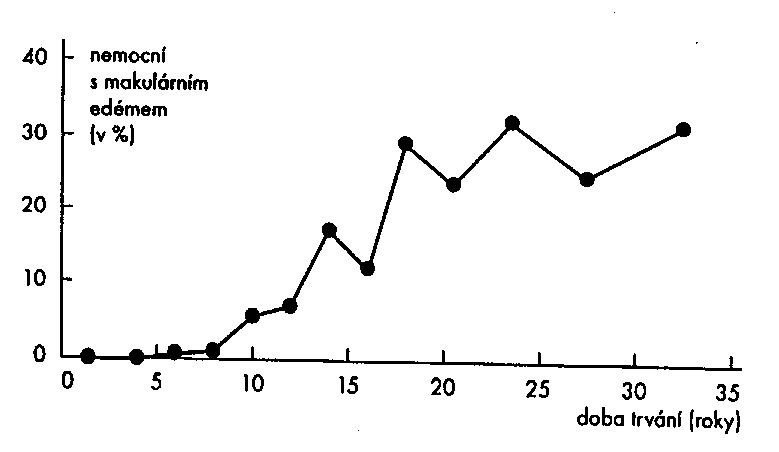 40
nemocní
s makulárním
edémem
(v %)
30
20
10
0
0 5 10 15 20 25 30 35
doba trvání (roky)